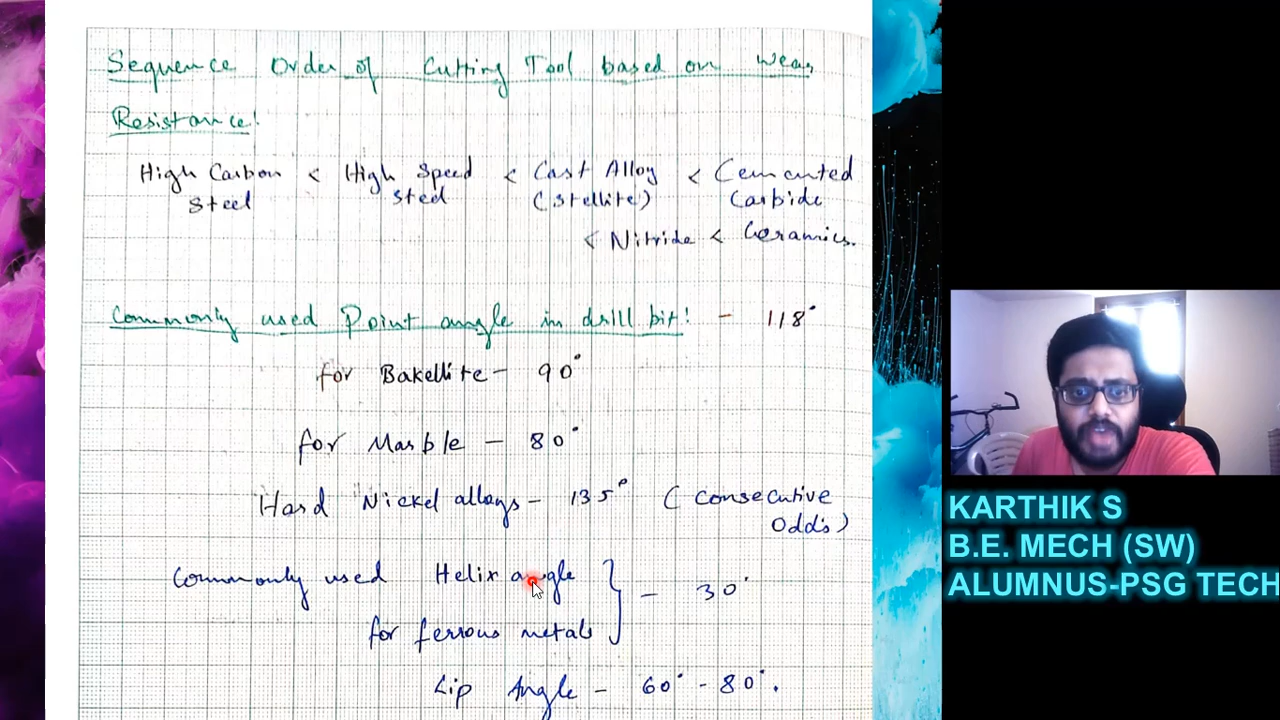 Sequence Order of Cutting Tool based on wear
Resistance!
High Carbon < High Speed < Cast Alloy < Cemented
Steel Steel (Stellite) Carbide
< Nitride < Ceramics.
Commonly used Point angle in drill bit! - 118°
for Bakellite - 90°
for Marble - 80°
Hard Nickel alloys - 135° (Consecutive
Odds)
Commonly used Helix angle
for ferrous metals } - 30°
Lip Angle - 60° - 80°.
KARTHIK S
B.E. MECH (SW)
ALUMNUS-PSG TECH